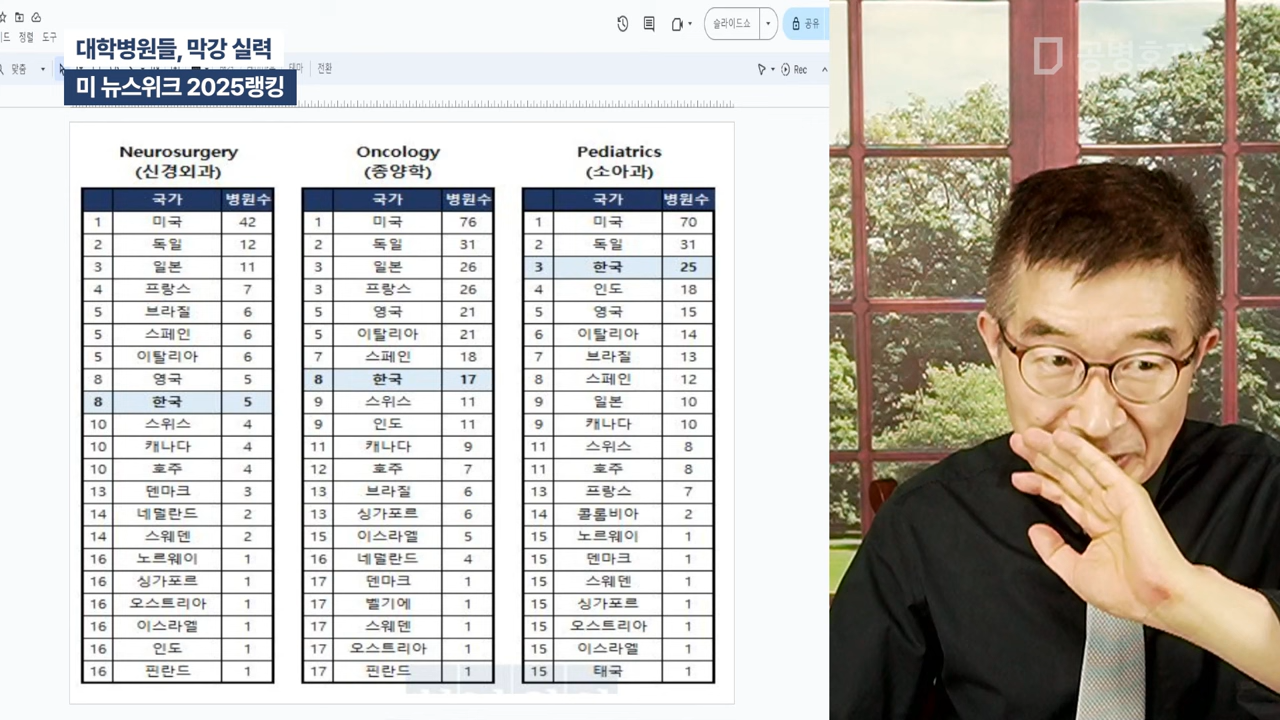 대학병원들, 막강 실력
미 뉴스위크 2025랭킹
정렬 도구
맞춤
전환
슬라이드쇼
공유
Rec
Neurosurgery
(신경외과)
국가 병원수
1 미국 42
2 독일 12
3 일본 11
4 프랑스 7
5 브라질 6
5 스페인 6
5 이탈리아 6
8 영국 5
8 한국 5
10 스위스 4
10 캐나다 4
10 호주 4
13 덴마크 3
14 네덜란드 2
14 스웨덴 2
16 노르웨이 1
16 싱가포르 1
16 오스트리아 1
16 이스라엘 1
16 인도 1
16 핀란드 1
Oncology
(종양학)
국가 병원수
1 미국 76
2 독일 31
3 일본 26
3 프랑스 26
5 영국 21
5 이탈리아 21
7 스페인 18
8 한국 17
9 스위스 11
9 인도 11
11 캐나다 9
12 호주 7
13 브라질 6
13 싱가포르 6
15 이스라엘 5
16 네덜란드 4
17 덴마크 1
17 벨기에 1
17 스웨덴 1
17 오스트리아 1
17 핀란드 1
Pediatrics
(소아과)
국가 병원수
1 미국 70
2 독일 31
3 한국 25
4 인도 18
5 영국 15
6 이탈리아 14
7 브라질 13
8 스페인 12
9 일본 10
9 캐나다 10
11 스위스 8
11 호주 8
13 프랑스 7
14 콜롬비아 2
15 노르웨이 1
15 덴마크 1
15 스웨덴 1
15 싱가포르 1
15 오스트리아 1
15 이스라엘 1
15 태국 1